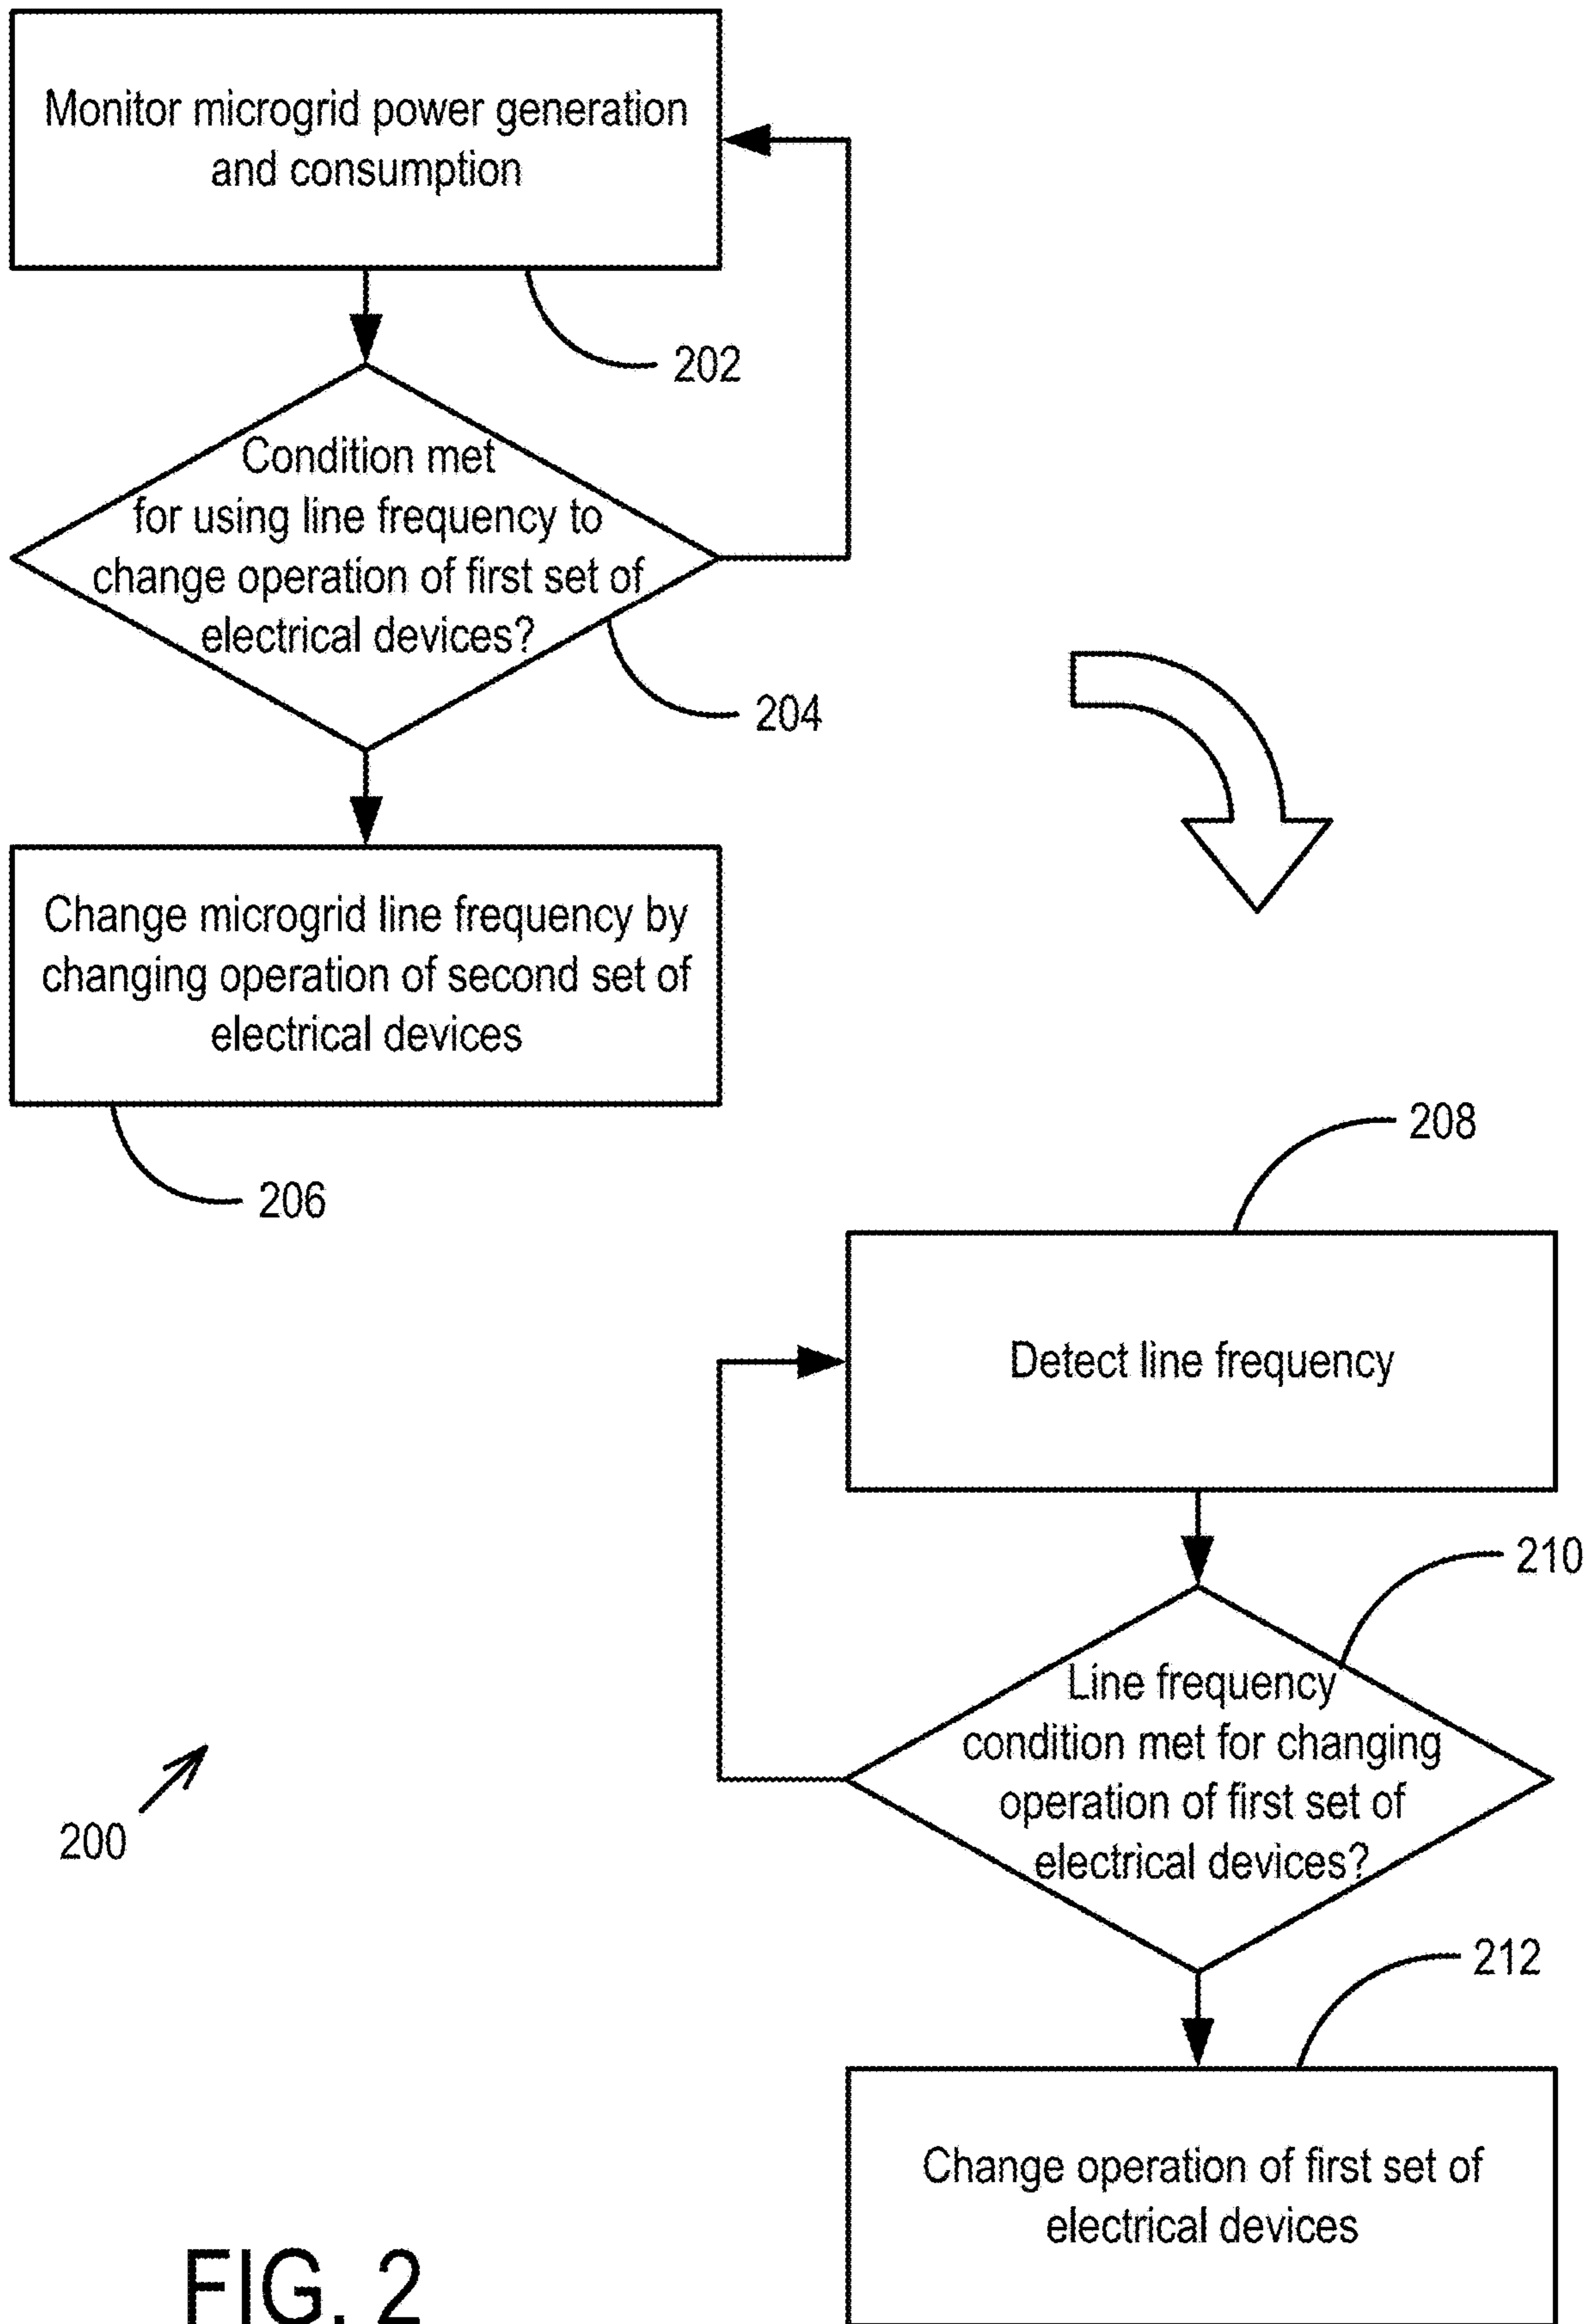 Monitor microgrid power generation
and consumption
202
Condition met
for using line frequency to
change operation of first set of
electrical devices?
204
Change microgrid line frequency by
changing operation of second set of
electrical devices
206
208
Detect line frequency
210
Line frequency
condition met for changing
operation of first set of
electrical devices?
200
212
Change operation of first set of
electrical devices
FIG. 2